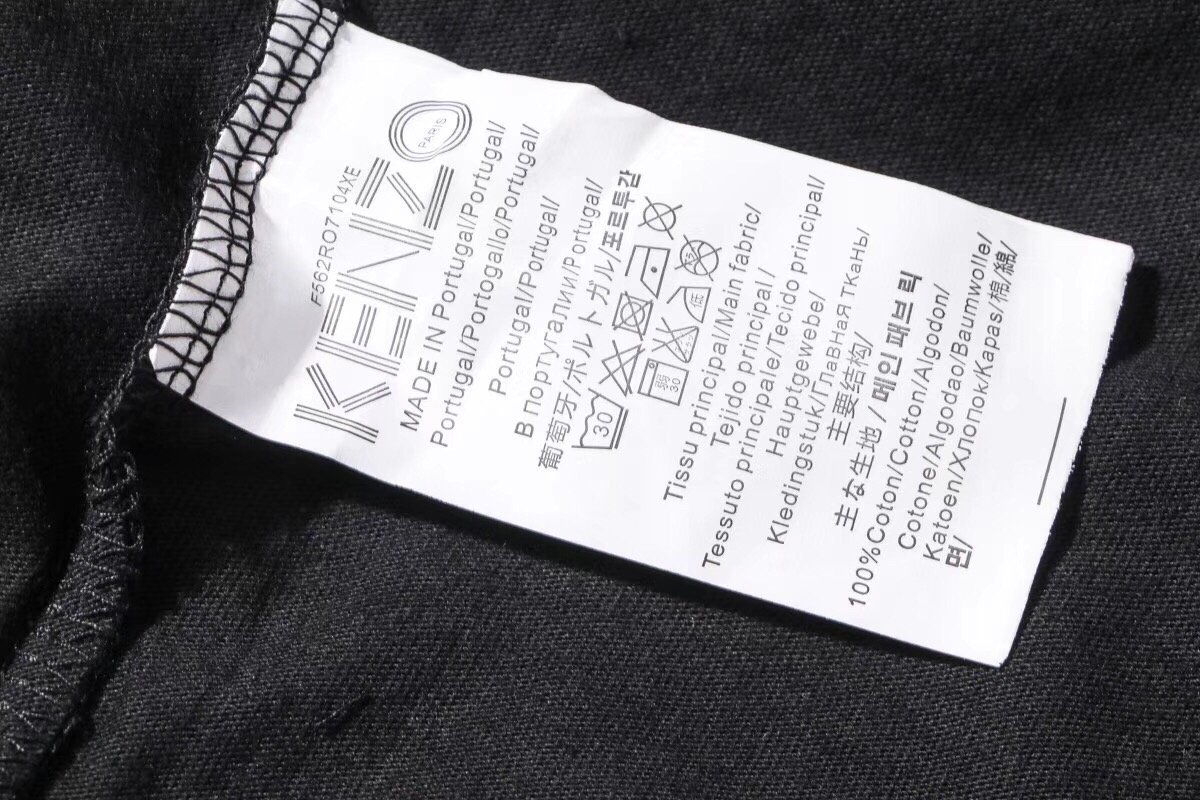 F562RO7104XE
KENZO
PARIS
MADE IN Portugal/Portugal/
Portugal/Portogallo/Portugal/
Portugal/Portugal/
В португалии/Portugal/
葡萄牙/ポルトガル/포르투갈
30
弱
30
低
Tissu principal/Main fabric/
Tejido principal/
Tessuto principale/Tecido principal/
Hauptgewebe/
Kledingstuk/Главная ткань/
主要结构/
主な生地/메인 패브릭
100%Coton/Cotton/Algodon/
Cotone/Algodao/Baumwolle/
Katoen/Хлопок/Kapas/棉/綿/
면/